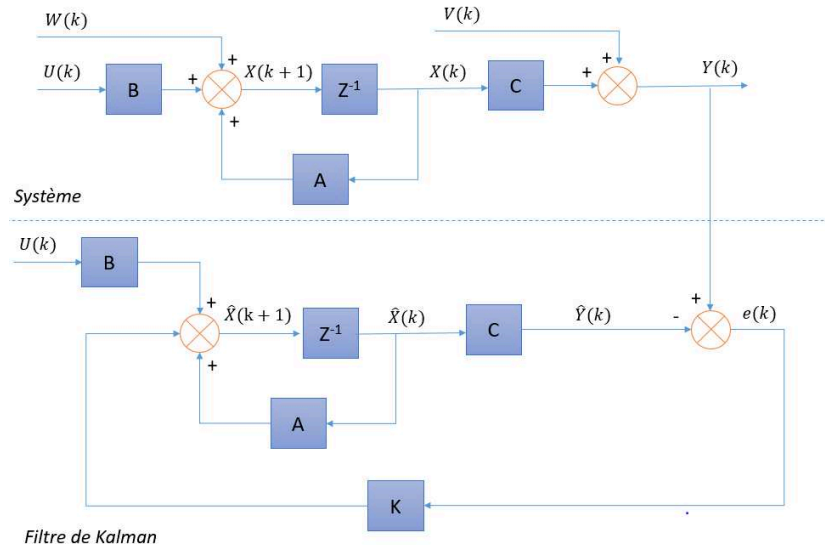 W(k)
V(k)
U(k)
B
+
+
+
X(k+1)
Z⁻¹
X(k)
C
+
+
Y(k)
A
Système
U(k)
B
+
+
X̂(k+1)
Z⁻¹
X̂(k)
C
Ŷ(k)
+
-
e(k)
A
K
Filtre de Kalman